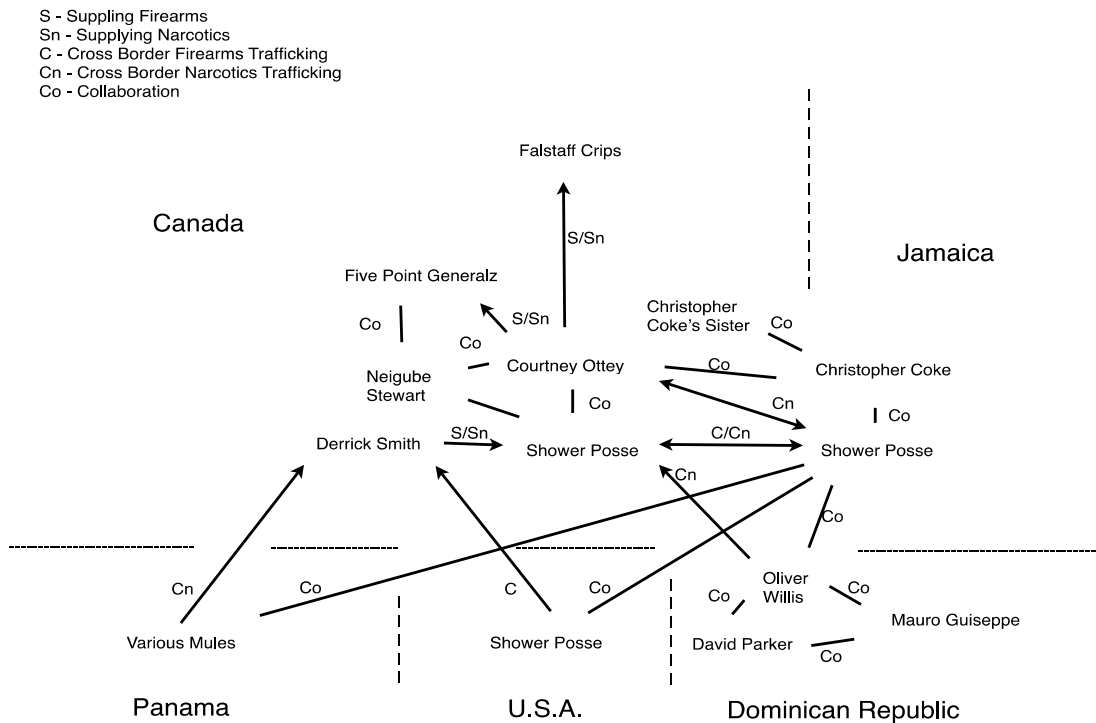 S - Suppling Firearms
Sn - Supplying Narcotics
C - Cross Border Firearms Trafficking
Cn - Cross Border Narcotics Trafficking
Co - Collaboration
Falstaff Crips
Canada
S/Sn
Jamaica
Five Point Generalz
Christopher
Coke's Sister
Co
S/Sn
Co
Co
Courtney Ottey
Co
Christopher Coke
Neigube
Stewart
Co
Cn
Co
Derrick Smith
S/Sn
Shower Posse
C/Cn
Shower Posse
Cn
Co
Cn
Co
C
Co
Oliver
Willis
Co
Co
Mauro Guiseppe
Various Mules
Shower Posse
David Parker
Co
Panama
U.S.A.
Dominican Republic